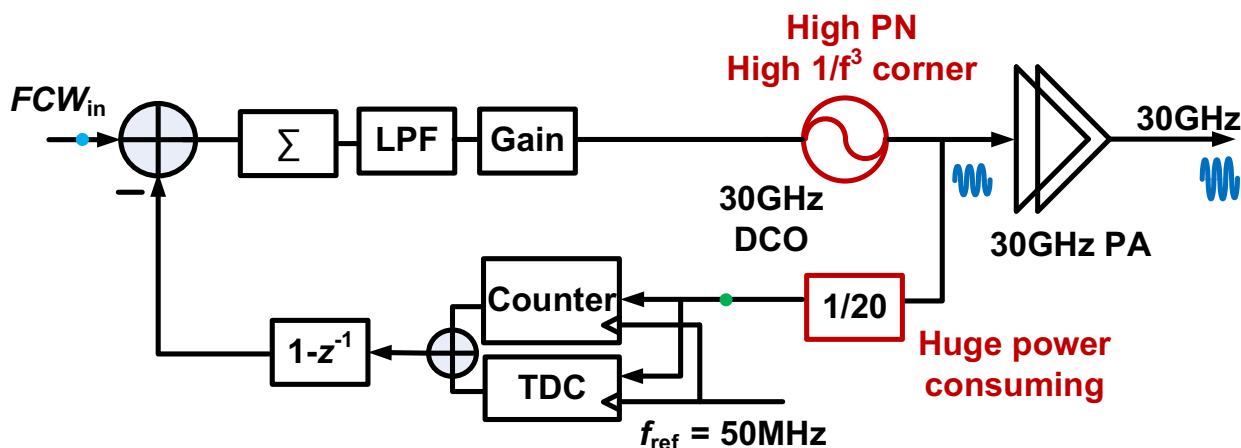 High PN
High 1/f³ corner
FCWin
−
Σ
LPF
Gain
30GHz
DCO
30GHz
30GHz PA
Counter
TDC
1-z⁻¹
1/20
Huge power
consuming
fref = 50MHz